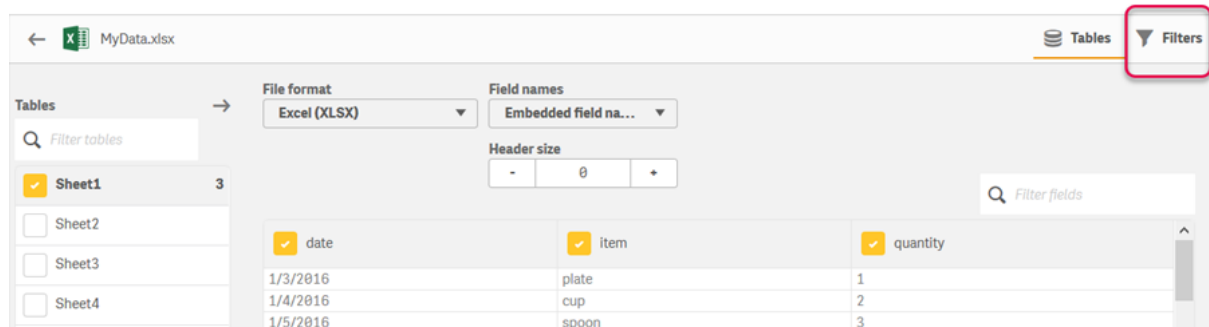 MyData.xlsx
Tables
Filters
Tables
Filter tables
Sheet1 3
Sheet2
Sheet3
Sheet4
File format
Excel (XLSX)
Field names
Embedded field na...
Header size
- 0 +
Filter fields
date item quantity
1/3/2016 plate 1
1/4/2016 cup 2
1/5/2016 spoon 3